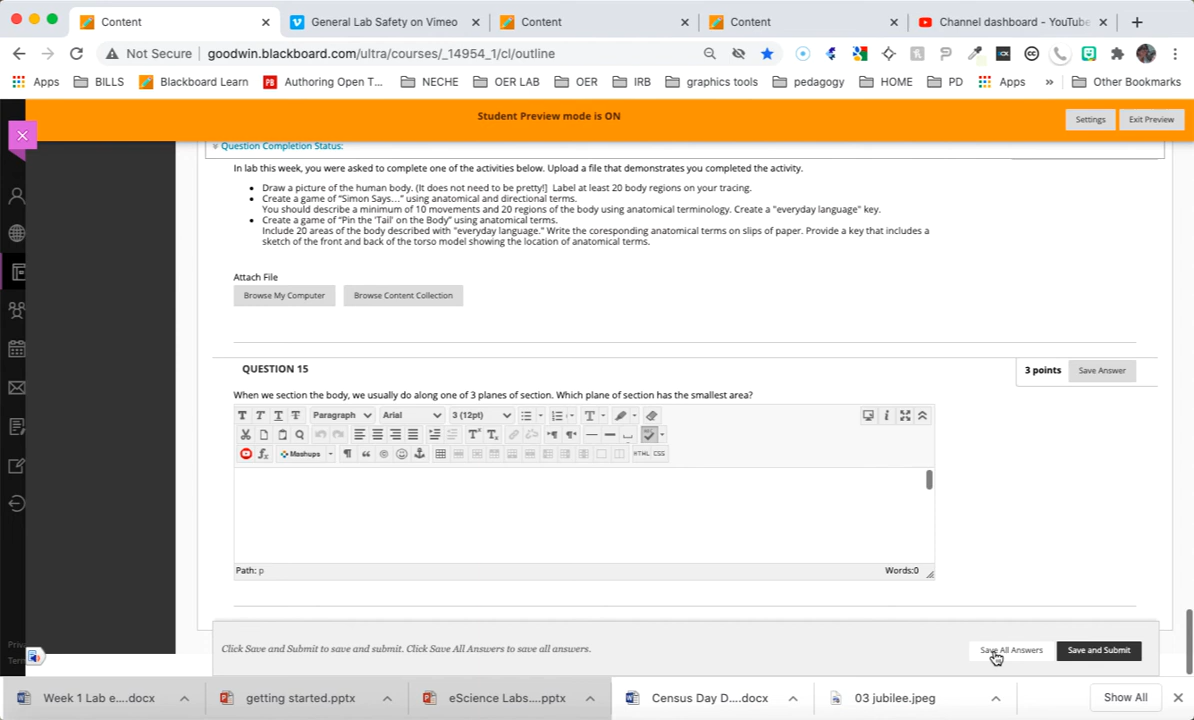 Content
General Lab Safety on Vimeo
Content
Content
Channel dashboard - YouTube
Not Secure
goodwin.blackboard.com/ultra/courses/_14954_1/cl/outline
Apps
BILLS
Blackboard Learn
Authoring Open T...
NECHE
OER LAB
OER
IRB
graphics tools
pedagogy
HOME
PD
Apps
»
Other Bookmarks
Student Preview mode is ON
Settings
Exit Preview
Question Completion Status:
In lab this week, you were asked to complete one of the activities below. Upload a file that demonstrates you completed the activity.
• Draw a picture of the human body. (It does not need to be pretty!] Label at least 20 body regions on your tracing.
• Create a game of "Simon Says..." using anatomical and directional terms.
You should describe a minimum of 10 movements and 20 regions of the body using anatomical terminology. Create a "everyday language" key.
• Create a game of "Pin the 'Tail' on the Body" using anatomical terms.
Include 20 areas of the body described with "everyday language." Write the coresponding anatomical terms on slips of paper. Provide a key that includes a
sketch of the front and back of the torso model showing the location of anatomical terms.
Attach File
Browse My Computer
Browse Content Collection
QUESTION 15
3 points
Save Answer
When we section the body, we usually do along one of 3 planes of section. Which plane of section has the smallest area?
T T T T Paragraph Arial 3 (12pt)
Mashups
HTML CSS
Path: p
Words:0
Click Save and Submit to save and submit. Click Save All Answers to save all answers.
Save All Answers
Save and Submit
Week 1 Lab e....docx
getting started.pptx
eScience Labs....pptx
Census Day D....docx
03 jubilee.jpeg
Show All